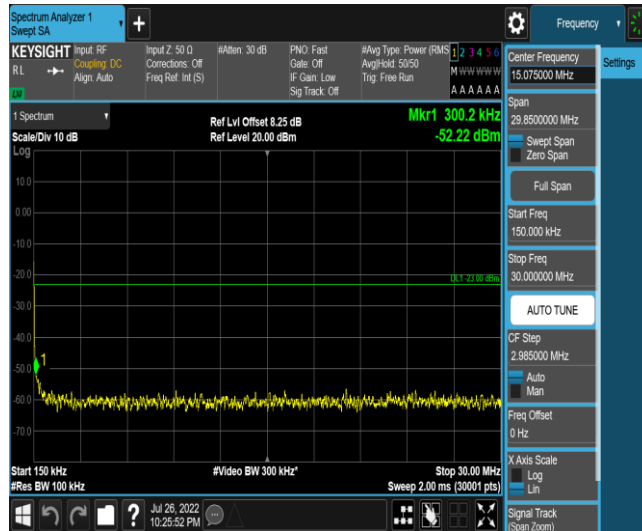 Spectrum Analyzer 1
Swept SA
+
Frequency
KEYSIGHT
RL
Input: RF
Coupling: DC
Align: Auto
Input Z: 50 Ω
Corrections: Off
Freq Ref: Int (S)
#Atten: 30 dB
PNO: Fast
Gate: Off
IF Gain: Low
Sig Track: Off
#Avg Type: Power (RMS
Avg|Hold: 50/50
Trig: Free Run
1 2 3 4 5 6
M W W W W W
A A A A A A
LXI
1 Spectrum
Scale/Div 10 dB
Ref Lvl Offset 8.25 dB
Ref Level 20.00 dBm
Mkr1 300.2 kHz
-52.22 dBm
Log
10.0
0.00
-10.0
-20.0
DL1 -23.00 dBm
-30.0
-40.0
1
-50.0
-60.0
-70.0
Start 150 kHz
#Video BW 300 kHz*
Stop 30.00 MHz
#Res BW 100 kHz
Sweep 2.00 ms (30001 pts)
?
Jul 26, 2022
10:25:52 PM
Center Frequency
15.075000 MHz
Settings
Span
29.8500000 MHz
Swept Span
Zero Span
Full Span
Start Freq
150.000 kHz
Stop Freq
30.000000 MHz
AUTO TUNE
CF Step
2.985000 MHz
Auto
Man
Freq Offset
0 Hz
X Axis Scale
Log
Lin
Signal Track
(Span Zoom)